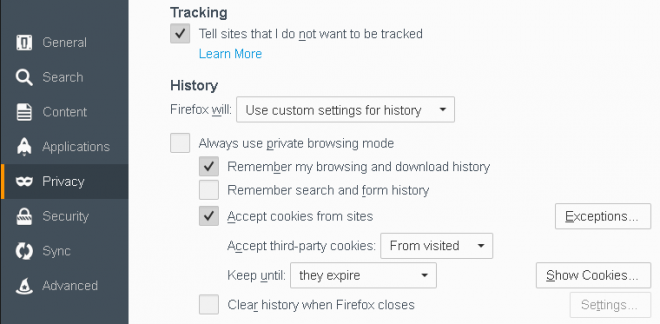 Tracking
Tell sites that I do not want to be tracked
Learn More
History
Firefox will: Use custom settings for history
Always use private browsing mode
Remember my browsing and download history
Remember search and form history
Accept cookies from sites Exceptions...
Accept third-party cookies: From visited
Keep until: they expire Show Cookies...
Clear history when Firefox closes Settings...
General
Search
Content
Applications
Privacy
Security
Sync
Advanced